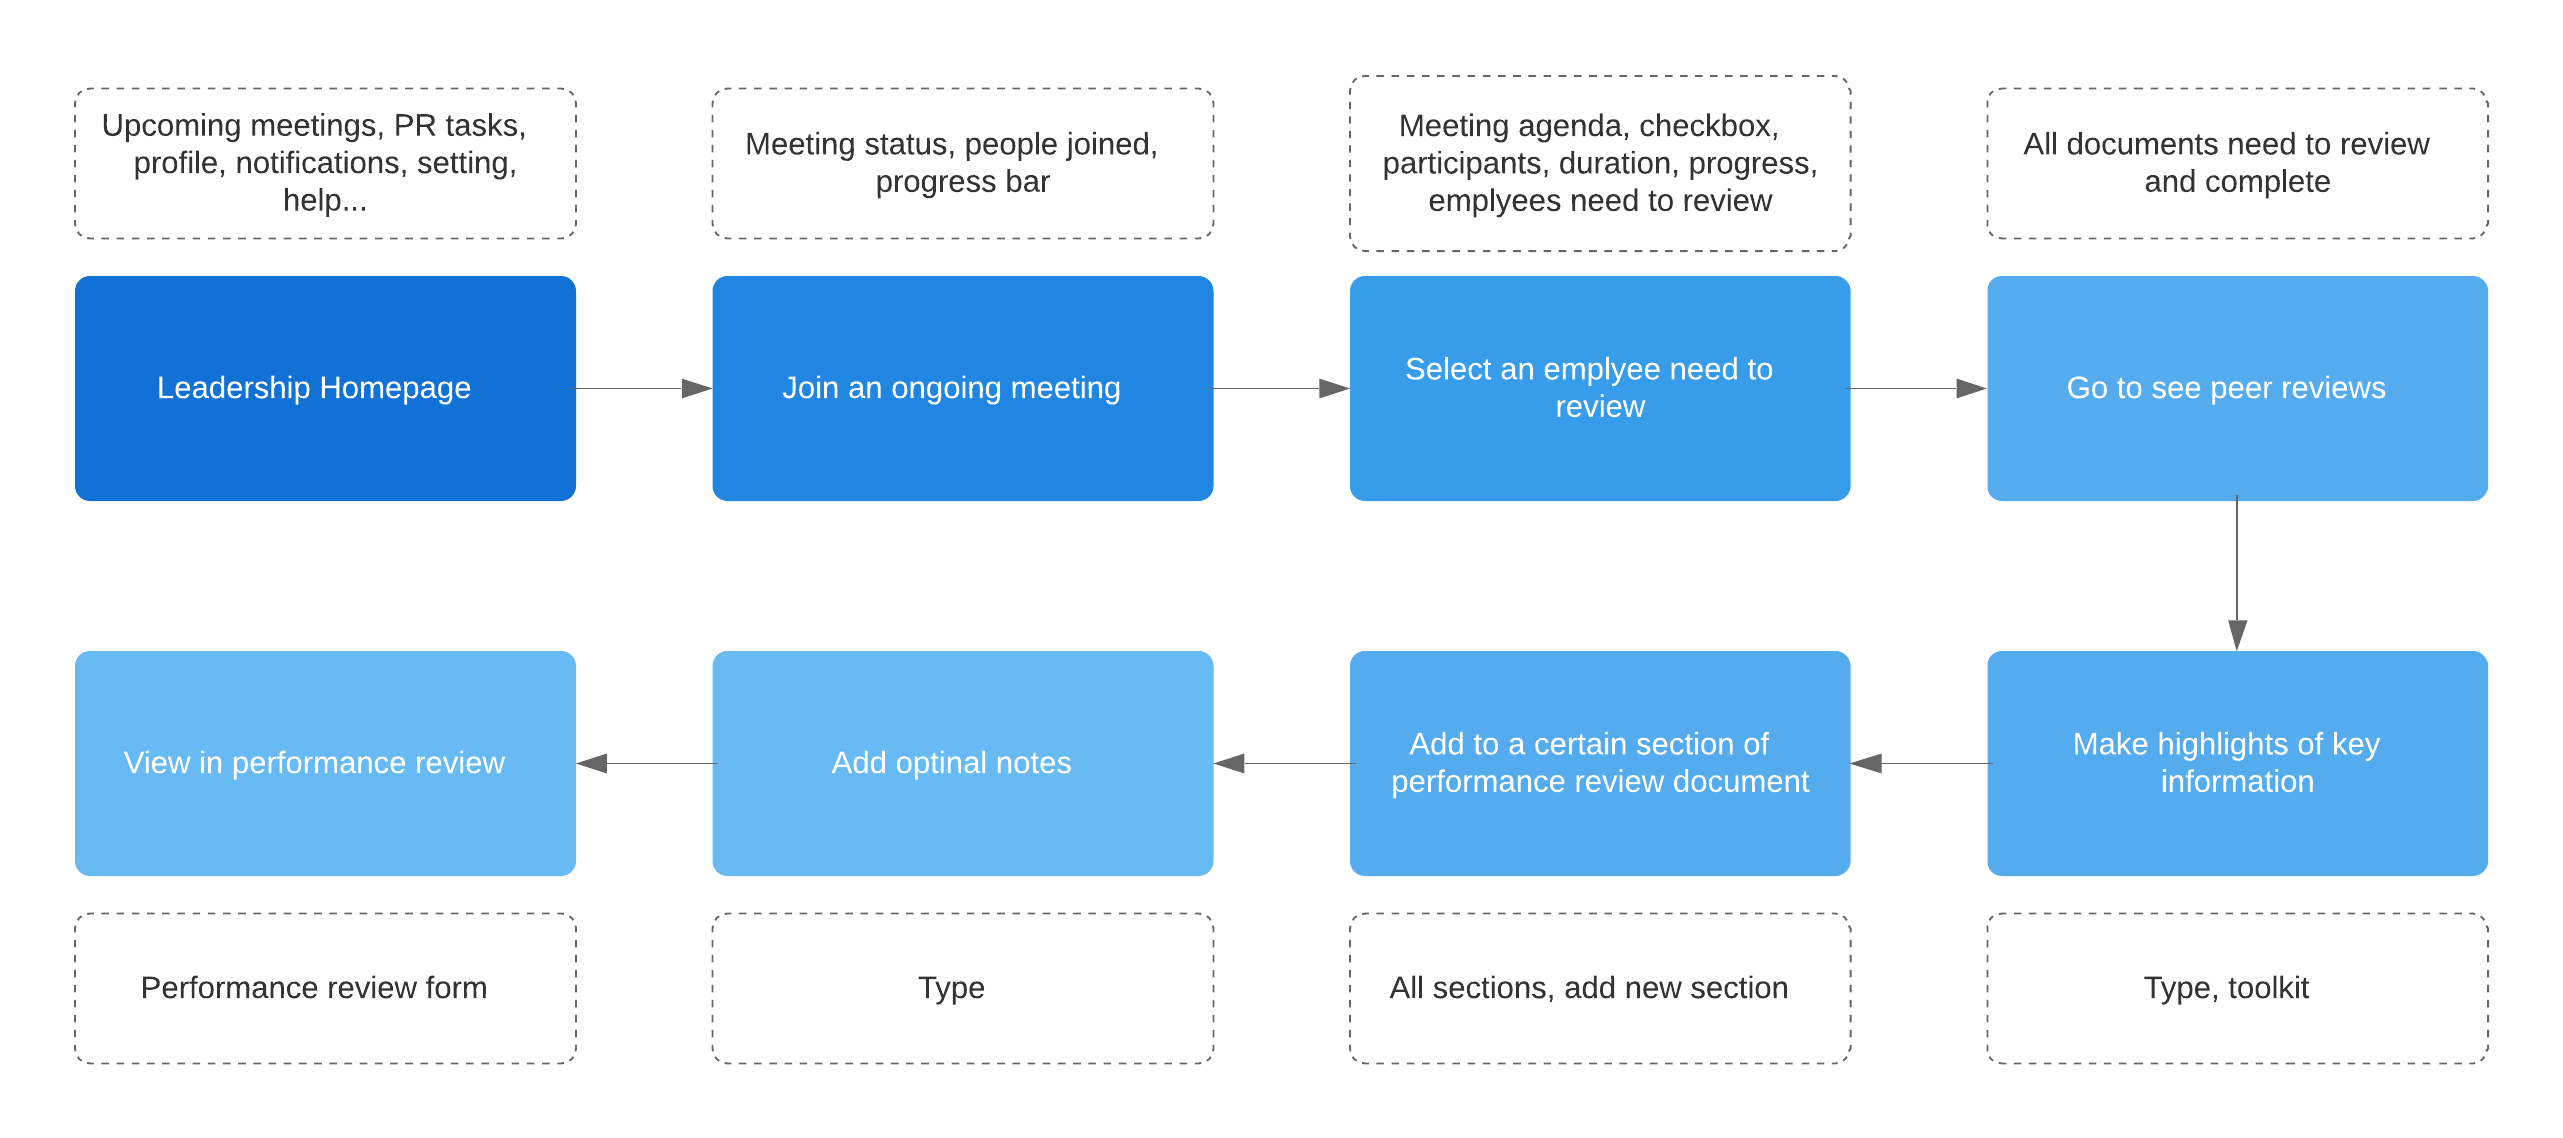 Upcoming meetings, PR tasks,
profile, notifications, setting,
help...
Meeting status, people joined,
progress bar
Meeting agenda, checkbox,
participants, duration, progress,
emplyees need to review
All documents need to review
and complete
Leadership Homepage
Join an ongoing meeting
Select an emplyee need to
review
Go to see peer reviews
View in performance review
Add optinal notes
Add to a certain section of
performance review document
Make highlights of key
information
Performance review form
Type
All sections, add new section
Type, toolkit